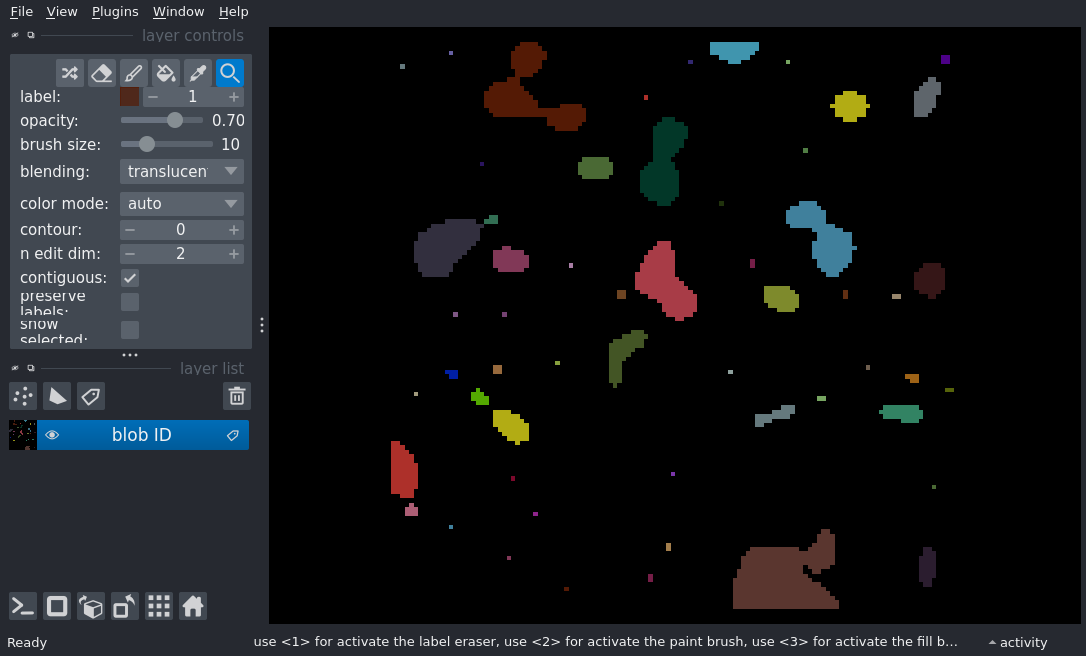 File View Plugins Window Help
layer controls
label: 1
opacity: 0.70
brush size: 10
blending: translucen
color mode: auto
contour: 0
n edit dim: 2
contiguous:
preserve
labels:
show
selected:
layer list
blob ID
Ready use <1> for activate the label eraser, use <2> for activate the paint brush, use <3> for activate the fill b... activity